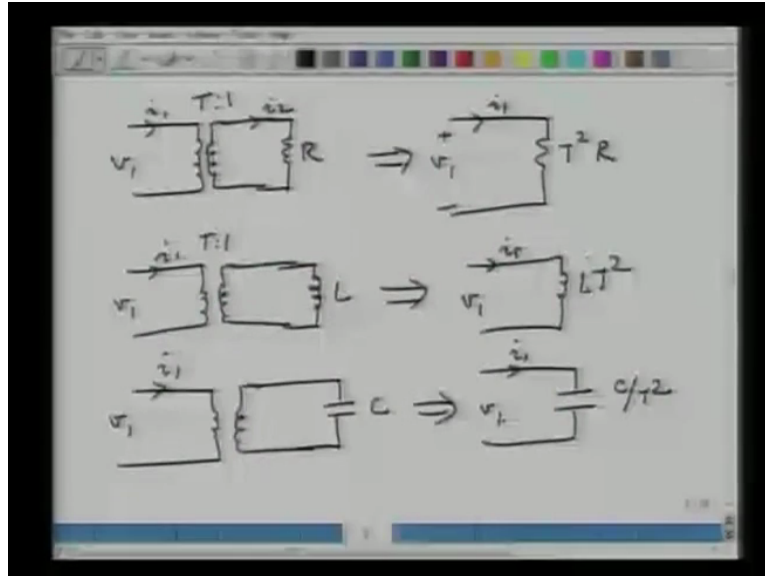 i₁ T:1 i₂
v₁ R ⇒ + v₁ i₁ T²R
i₁ T:1
v₁ L ⇒ i₁ v₁ LT²
i₁
v₁ C ⇒ i₁ v₁ C/T²